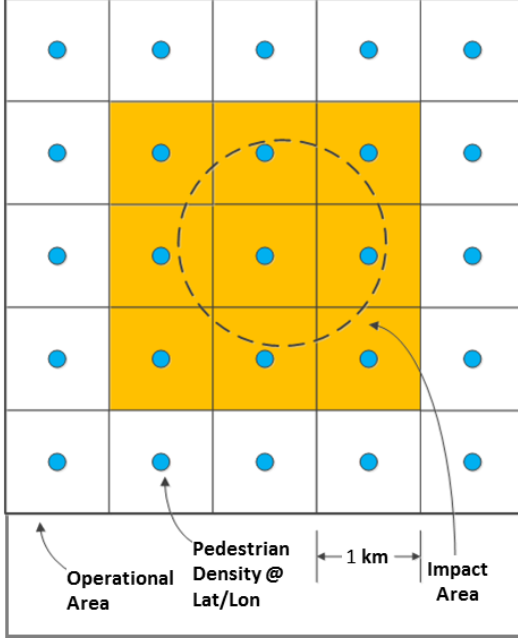 Pedestrian
Density @
Lat/Lon
1 km
Operational
Area
Impact
Area